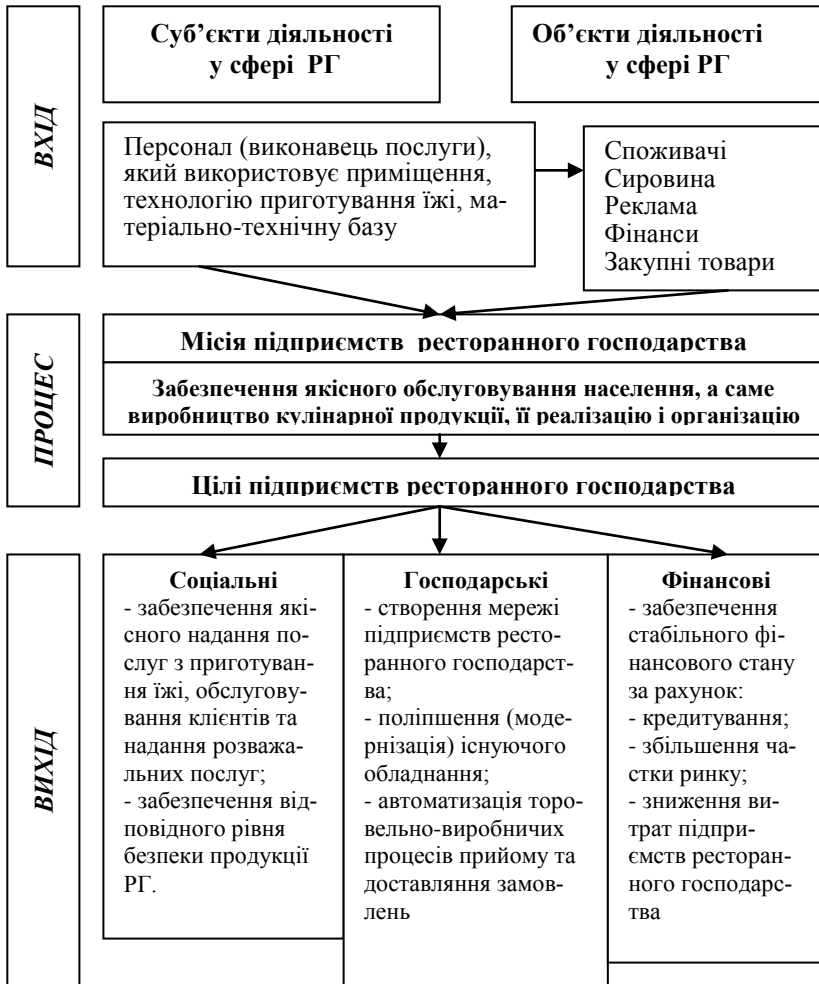 ВХІД
Суб’єкти діяльності
у сфері РГ
Об’єкти діяльності
у сфері РГ
Персонал (виконавець послуги),
який використовує приміщення,
технологію приготування їжі, ма-
теріально-технічну базу
Споживачі
Сировина
Реклама
Фінанси
Закупні товари
ПРОЦЕС
Місія підприємств ресторанного господарства
Забезпечення якісного обслуговування населення, а саме
виробництво кулінарної продукції, її реалізацію і організацію
Цілі підприємств ресторанного господарства
ВИХІД
Соціальні
- забезпечення які-
сного надання по-
слуг з приготуван-
ня їжі, обслугову-
вання клієнтів та
надання розважа-
льних послуг;
- забезпечення від-
повідного рівня
безпеки продукції
РГ.
Господарські
- створення мережі
підприємств ресто-
ранного господарст-
ва;
- поліпшення (моде-
рнізація) існуючого
обладнання;
- автоматизація торо-
вельно-виробничих
процесів прийому та
доставляння замов-
лень
Фінансові
- забезпечення
стабільного фі-
нансового стану
за рахунок:
- кредитування;
- збільшення ча-
стки ринку;
- зниження вит-
рат підпри-
ємств ресторан-
ного господарс-
тва